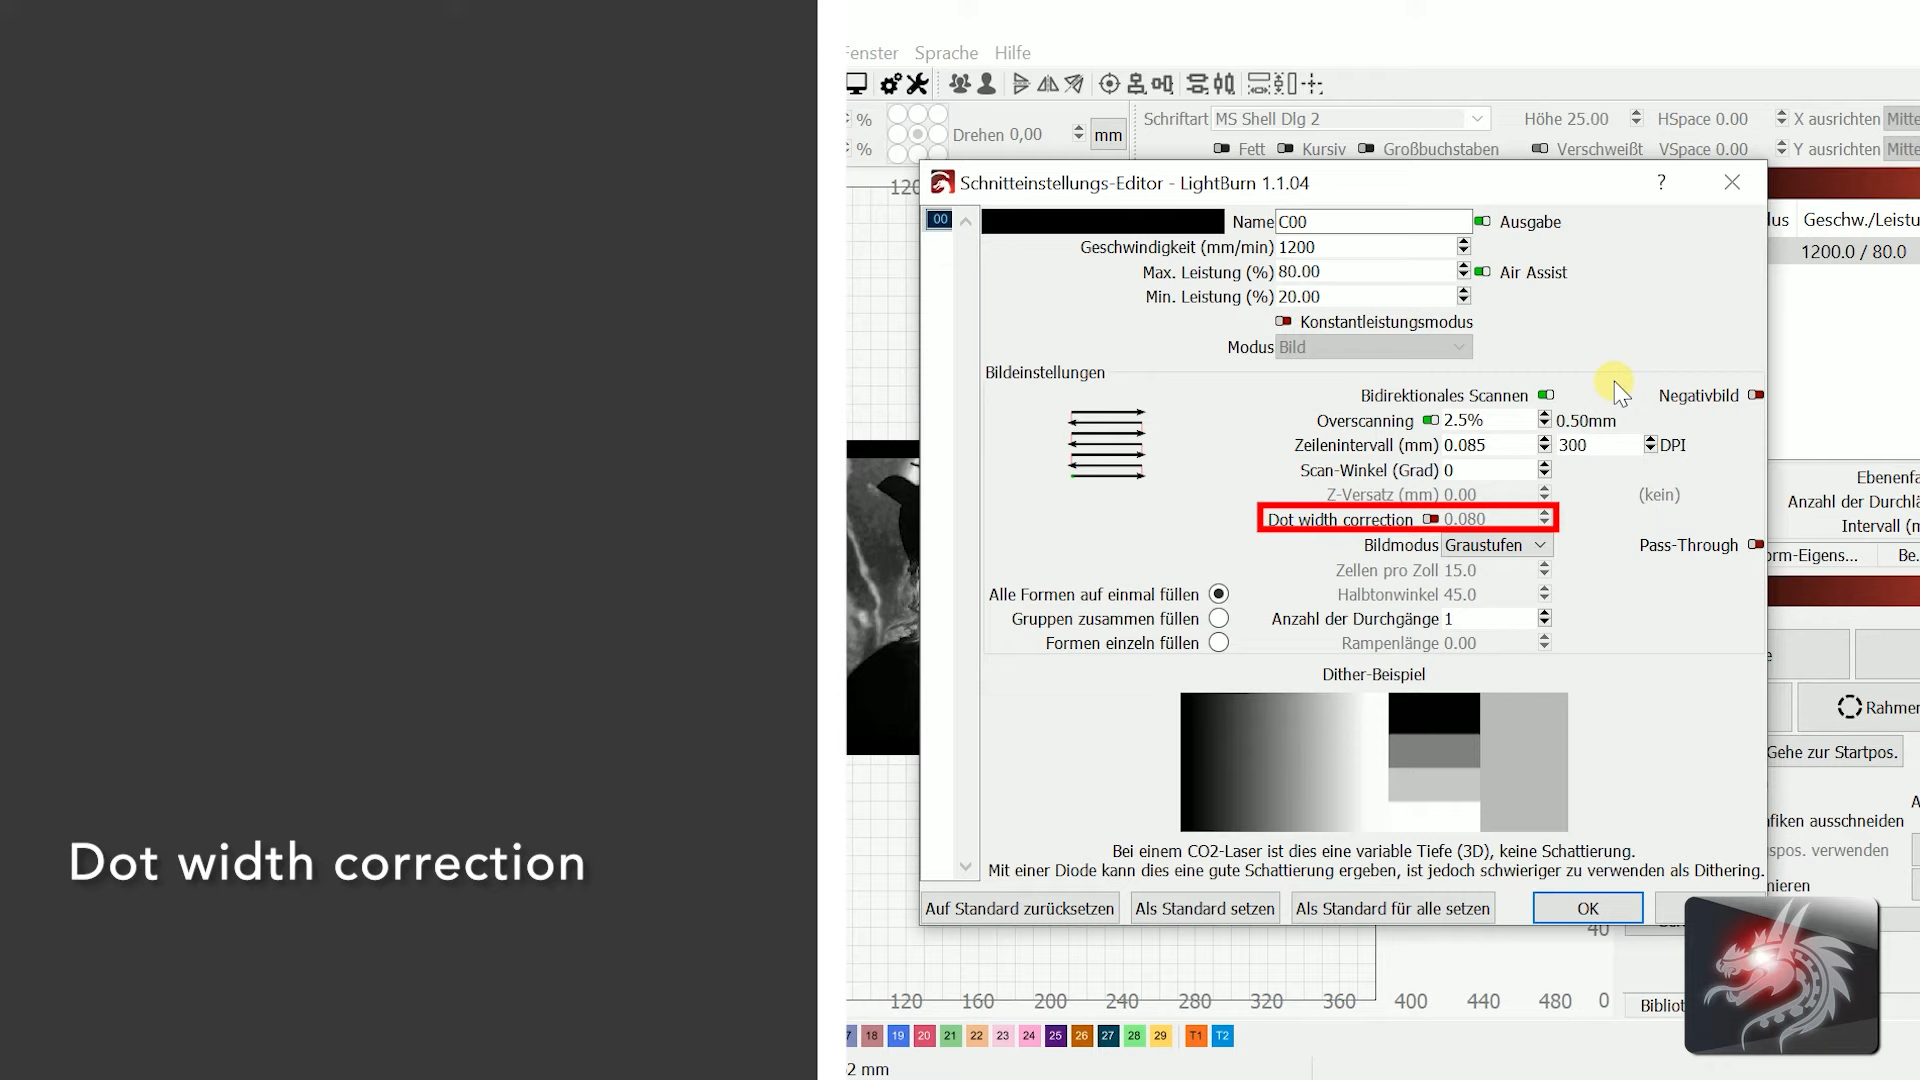 Sprache Hilfe
%
Drehen 0,00 mm
Schriftart MS Shell Dlg 2 Höhe 25.00 HSpace 0.00 X ausrichten Mitte
% Fett Kursiv Großbuchstaben Verschweißt VSpace 0.00 Y ausrichten Mitte
Schnitteinstellungs-Editor - LightBurn 1.1.04 ?
00 Name C00 Ausgabe
Geschw./Leistu
Geschwindigkeit (mm/min) 1200
1200.0 / 80.0
Max. Leistung (%) 80.00 Air Assist
Min. Leistung (%) 20.00
Konstantleistungsmodus
Modus Bild
Bildeinstellungen
Bidirektionales Scannen Negativbild
Overscanning 2.5% 0.50mm
Zeilenintervall (mm) 0.085 300 DPI
Scan-Winkel (Grad) 0
Ebenenfa
Z-Versatz (mm) 0.00 (kein)
Anzahl der Durchlä
Dot width correction 0.080
Intervall (m
Bildmodus Graustufen Pass-Through
orm-Eigens... Be..
Zellen pro Zoll 15.0
Alle Formen auf einmal füllen Halbtonwinkel 45.0
Gruppen zusammen füllen Anzahl der Durchgänge 1
Formen einzeln füllen Rampenlänge 0.00
Dither-Beispiel
Rahmen
Gehe zur Startpos.
fiken ausschneiden
Bei einem CO2-Laser ist dies eine variable Tiefe (3D), keine Schattierung.
spos. verwenden
Mit einer Diode kann dies eine gute Schattierung ergeben, ist jedoch schwieriger zu verwenden als Dithering.
mieren
Auf Standard zurücksetzen Als Standard setzen Als Standard für alle setzen OK
Dot width correction
40
120 160 200 240 280 320 360 400 440 480 0
Bibliot
18 19 20 21 22 23 24 25 26 27 28 29 T1 T2
2 mm